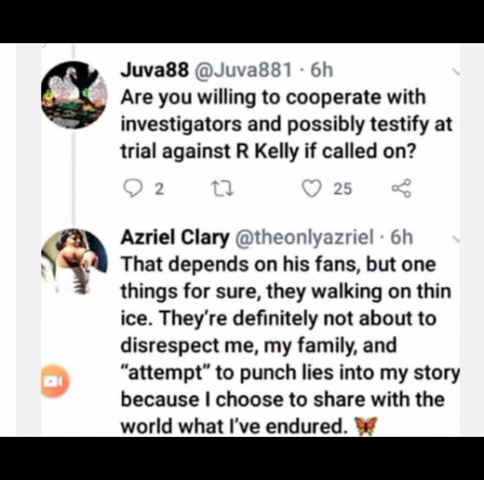 Juva88 @Juva881 · 6h
Are you willing to cooperate with
investigators and possibly testify at
trial against R Kelly if called on?
2 25
Azriel Clary @theonlyazriel · 6h
That depends on his fans, but one
things for sure, they walking on thin
ice. They're definitely not about to
disrespect me, my family, and
“attempt” to punch lies into my story
because I choose to share with the
world what I've endured. 🦋